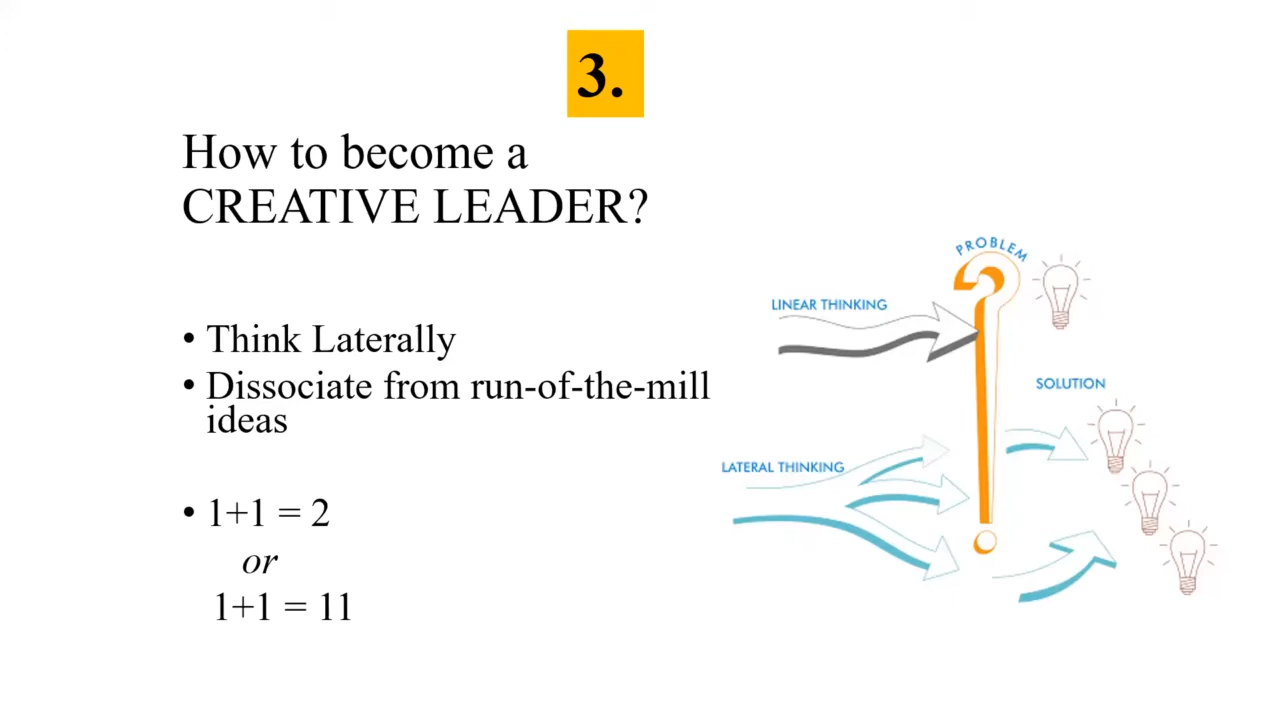 3.
How to become a
CREATIVE LEADER?
• Think Laterally
• Dissociate from run-of-the-mill
ideas
• 1+1 = 2
or
1+1 = 11
PROBLEM
LINEAR THINKING
SOLUTION
LATERAL THINKING